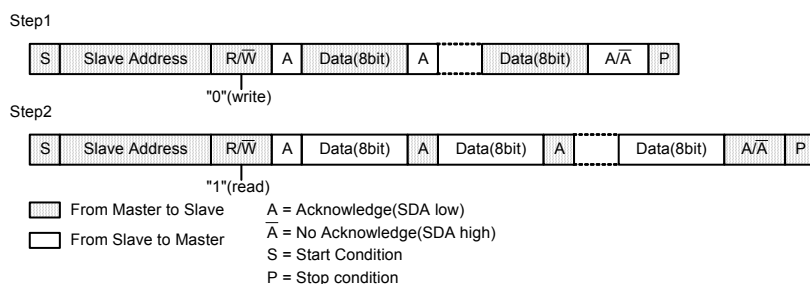 Step1
S Slave Address R/W̅ A Data(8bit) A Data(8bit) A/A̅ P
"0"(write)
Step2
S Slave Address R/W̅ A Data(8bit) A Data(8bit) A Data(8bit) A/A̅ P
"1"(read)
From Master to Slave
From Slave to Master
A = Acknowledge(SDA low)
A̅ = No Acknowledge(SDA high)
S = Start Condition
P = Stop condition